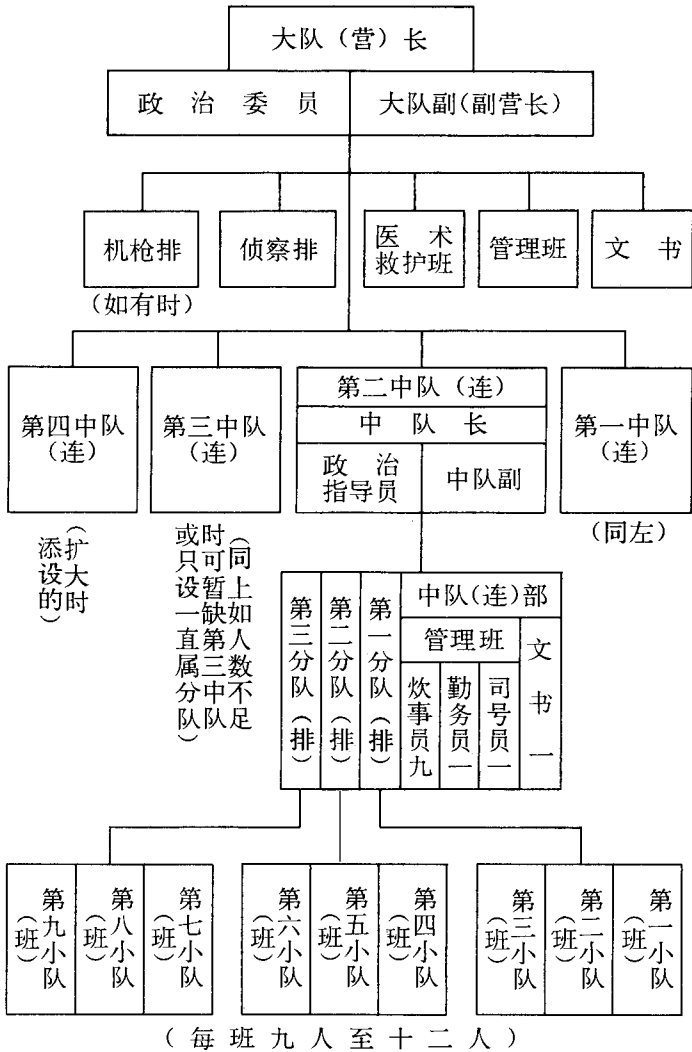 大队（营）长
政治委员
大队副（副营长）
机枪排
（如有时）
侦察排
医术
救护班
管理班
文书
第四中队
（连）
（扩大时
添设的）
第三中队
（连）
（同上如人数不足
时可暂缺第三中队
或只设一直属分队）
第二中队（连）
中队长
政治
指导员
中队副
第一中队
（连）
（同左）
第三分队（排）
第二分队（排）
第一分队（排）
中队（连）部
管理班
炊事员九
勤务员一
司号员一
文书一
第九小队
（班）
第八小队
（班）
第七小队
（班）
第六小队
（班）
第五小队
（班）
第四小队
（班）
第三小队
（班）
第二小队
（班）
第一小队
（班）
（每班九人至十二人）